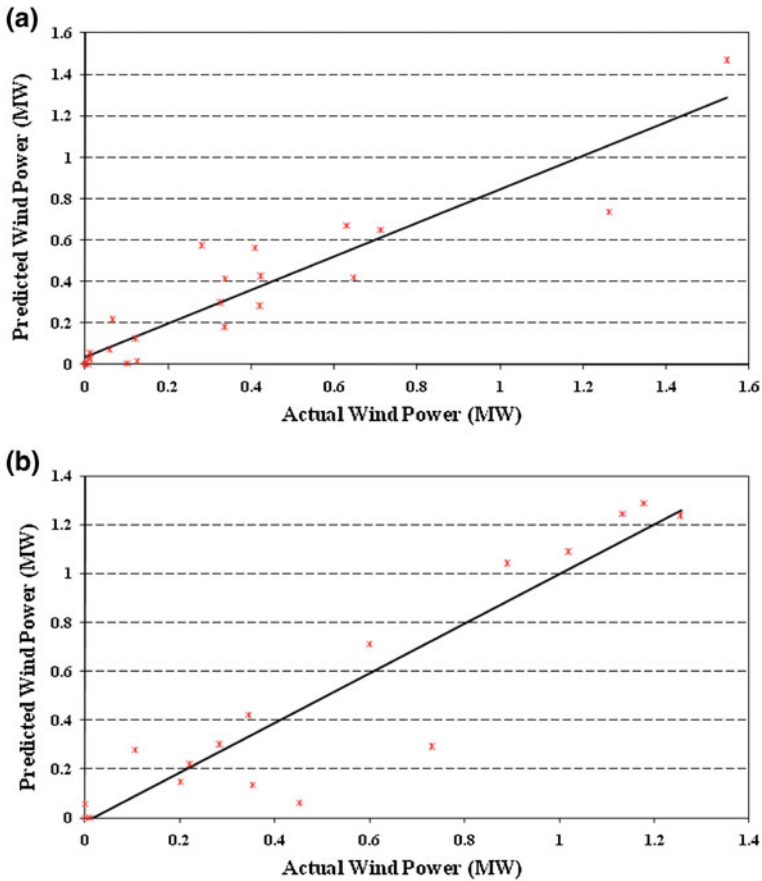 (a)
1.6
1.4
1.2
1
0.8
0.6
0.4
0.2
0
Predicted Wind Power (MW)
0 0.2 0.4 0.6 0.8 1 1.2 1.4 1.6
Actual Wind Power (MW)
(b)
1.4
1.2
1
0.8
0.6
0.4
0.2
0
Predicted Wind Power (MW)
0 0.2 0.4 0.6 0.8 1 1.2 1.4
Actual Wind Power (MW)